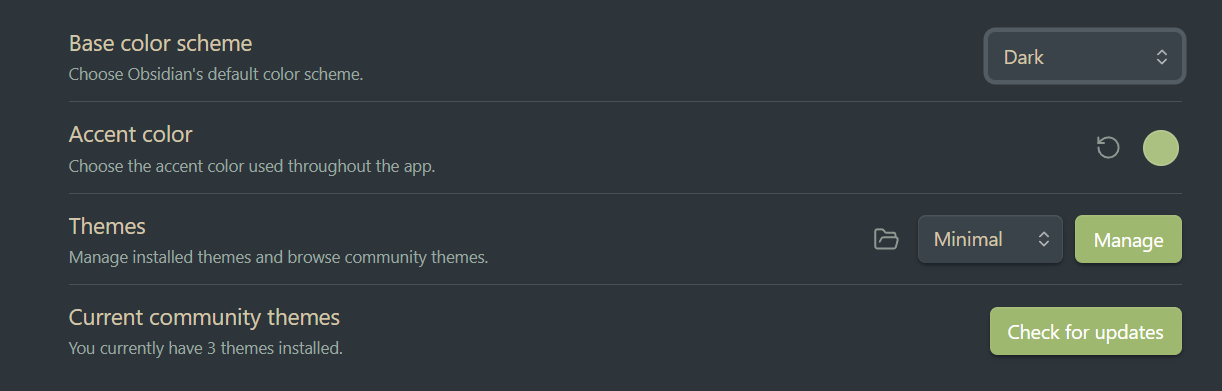 Base color scheme
Choose Obsidian's default color scheme.
Dark
Accent color
Choose the accent color used throughout the app.
Themes
Manage installed themes and browse community themes.
Minimal
Manage
Current community themes
You currently have 3 themes installed.
Check for updates